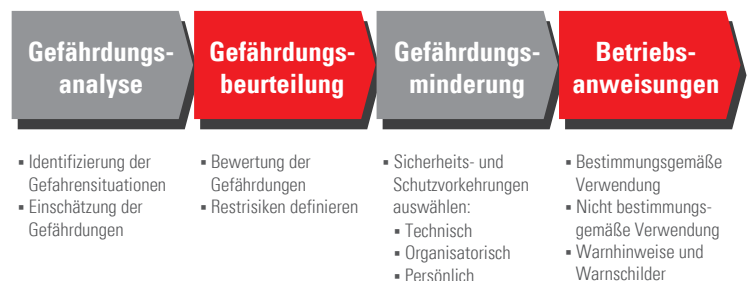 Gefährdungs-
analyse
Gefährdungs-
beurteilung
Gefährdungs-
minderung
Betriebs-
anweisungen
▪ Identifizierung der
Gefahrensituationen
▪ Einschätzung der
Gefährdungen
▪ Bewertung der
Gefährdungen
▪ Restrisiken definieren
▪ Sicherheits- und
Schutzvorkehrungen
auswählen:
▪ Technisch
▪ Organisatorisch
▪ Persönlich
▪ Bestimmungsgemäße
Verwendung
▪ Nicht bestimmungs-
gemäße Verwendung
▪ Warnhinweise und
Warnschilder